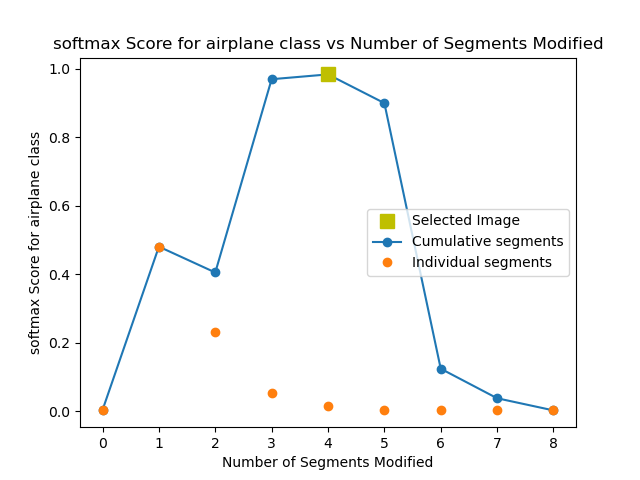 softmax Score for airplane class vs Number of Segments Modified
softmax Score for airplane class
1.0
0.8
0.6
0.4
0.2
0.0
Selected Image
Cumulative segments
Individual segments
0 1 2 3 4 5 6 7 8
Number of Segments Modified